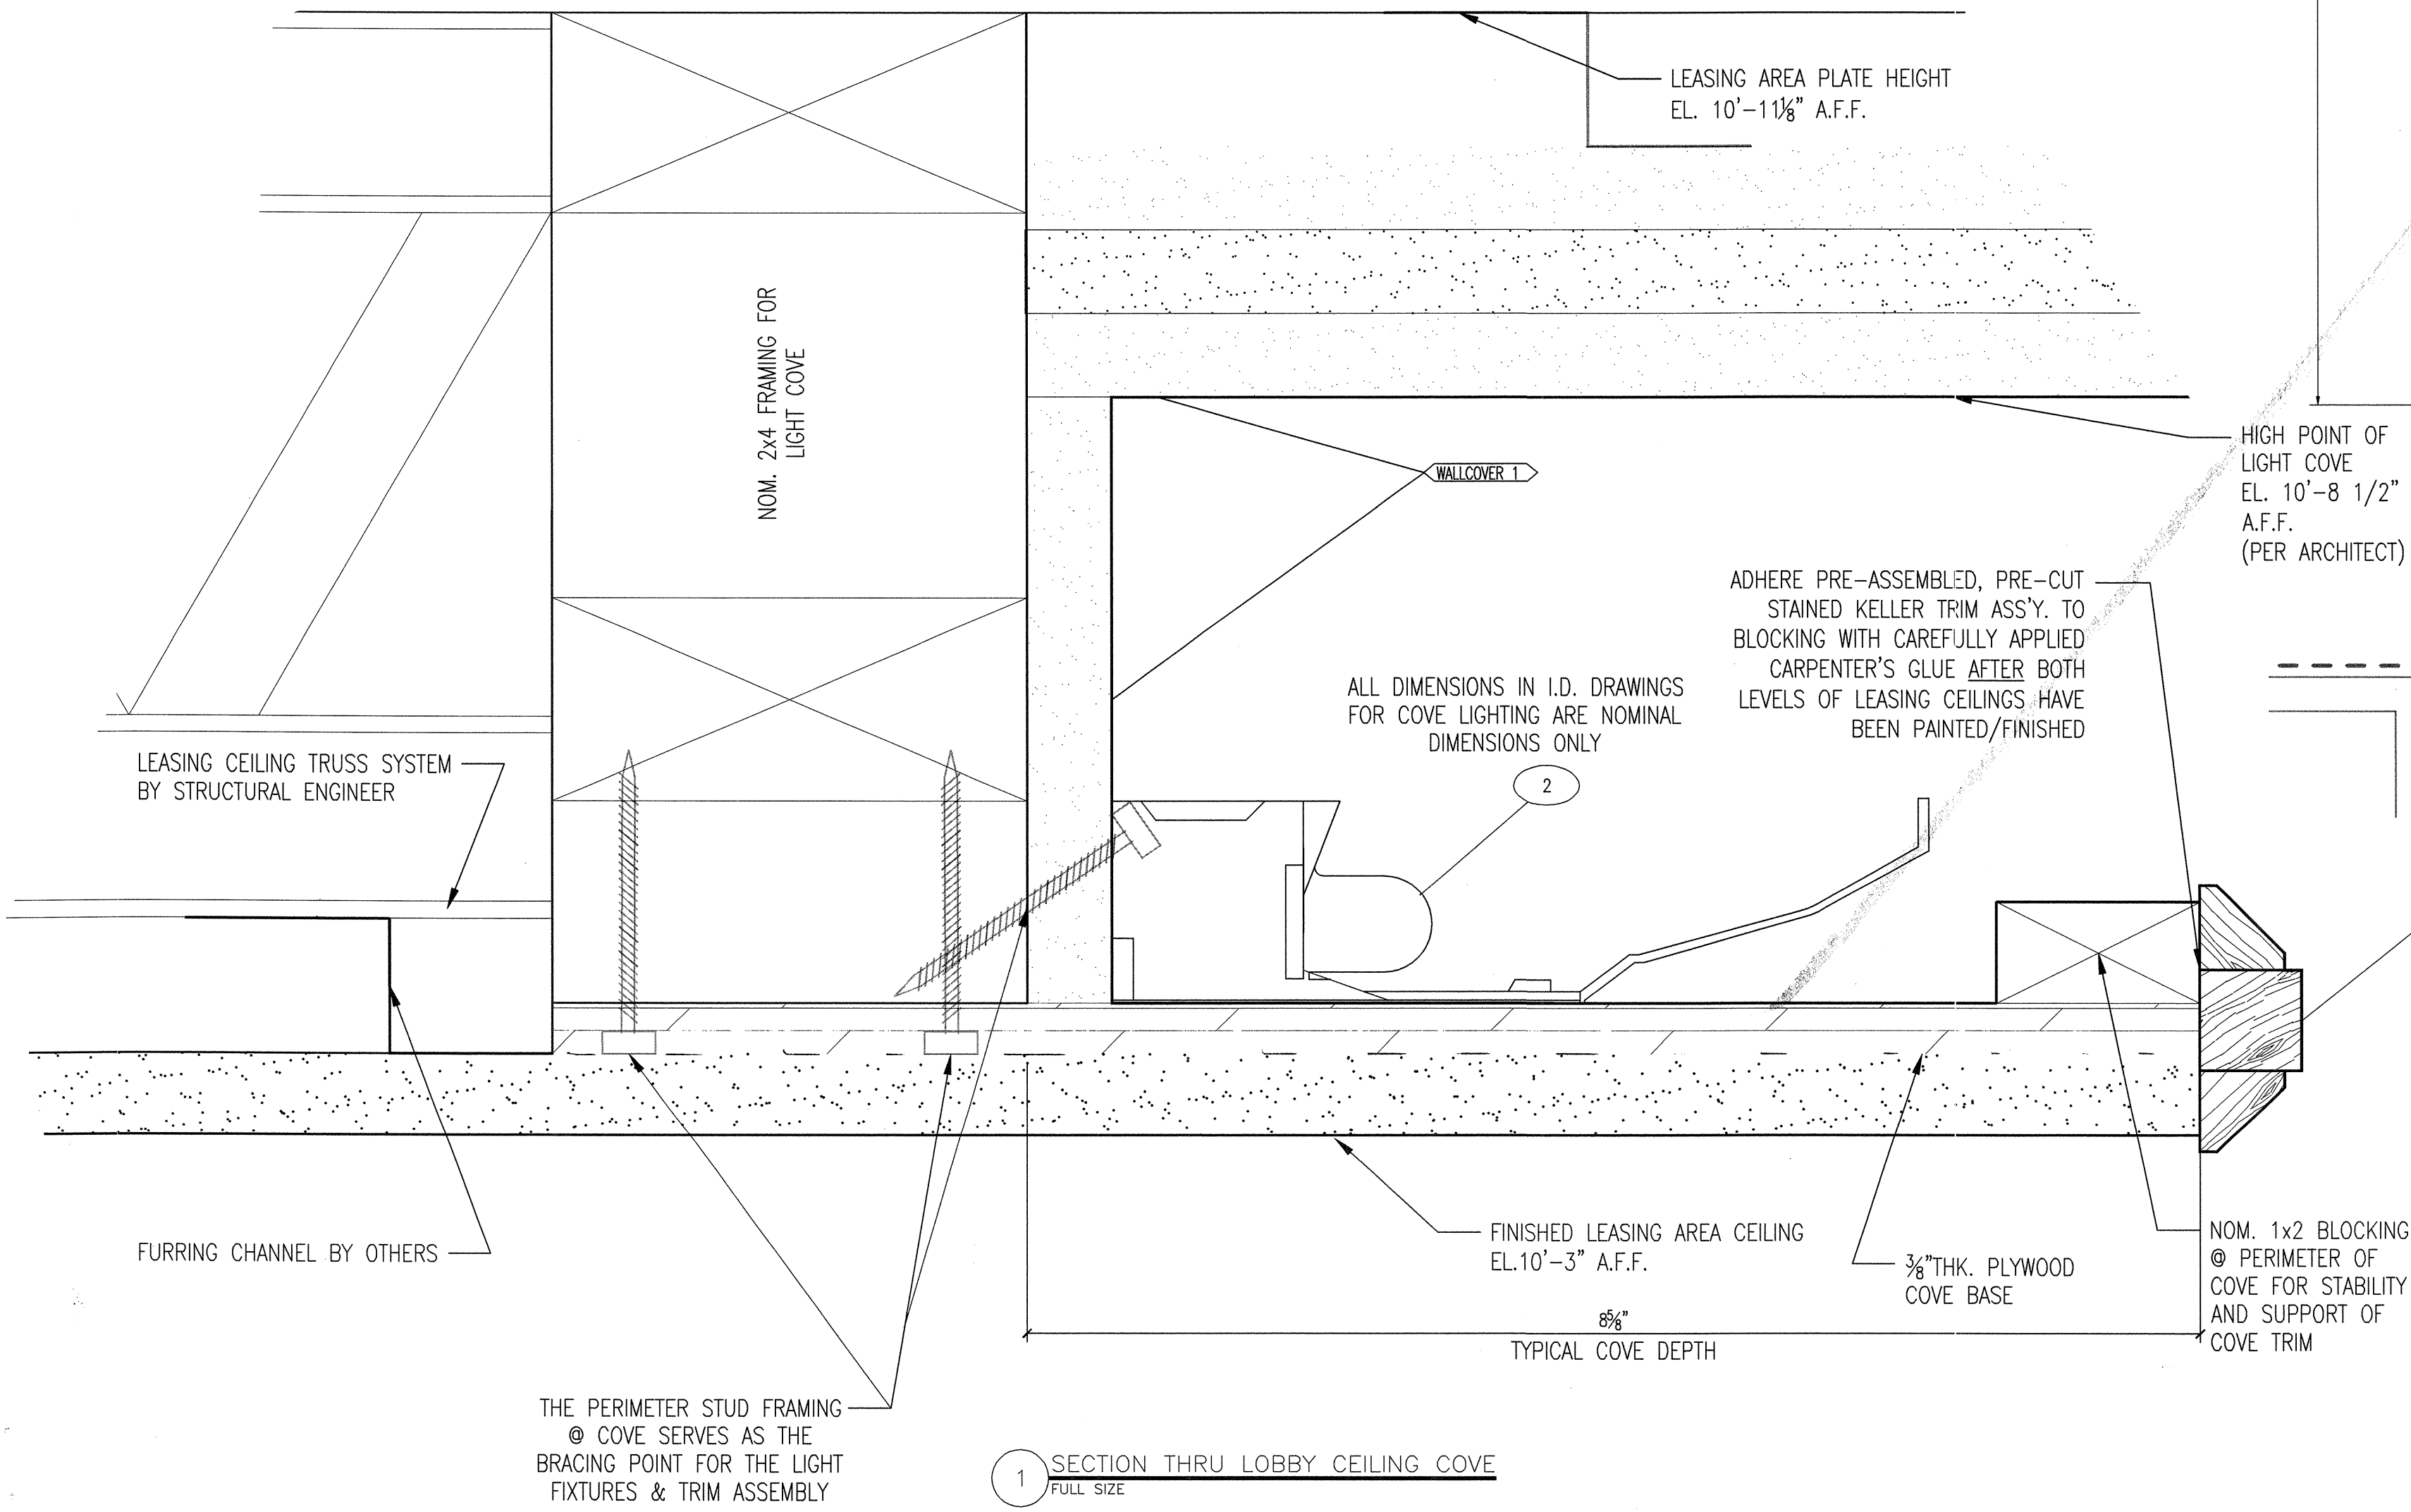 LEASING AREA PLATE HEIGHT
EL. 10'-11⅛" A.F.F.
NOM. 2x4 FRAMING FOR
LIGHT COVE
WALLCOVER 1
HIGH POINT OF
LIGHT COVE
EL. 10'-8 1/2"
A.F.F.
(PER ARCHITECT)
ADHERE PRE-ASSEMBLED, PRE-CUT
STAINED KELLER TRIM ASS'Y. TO
BLOCKING WITH CAREFULLY APPLIED
CARPENTER'S GLUE AFTER BOTH
LEVELS OF LEASING CEILINGS HAVE
BEEN PAINTED/FINISHED
ALL DIMENSIONS IN I.D. DRAWINGS
FOR COVE LIGHTING ARE NOMINAL
DIMENSIONS ONLY
2
LEASING CEILING TRUSS SYSTEM
BY STRUCTURAL ENGINEER
FURRING CHANNEL BY OTHERS
FINISHED LEASING AREA CEILING
EL.10'-3" A.F.F.
⅜"THK. PLYWOOD
COVE BASE
NOM. 1x2 BLOCKING
@ PERIMETER OF
COVE FOR STABILITY
AND SUPPORT OF
COVE TRIM
8⅝"
TYPICAL COVE DEPTH
THE PERIMETER STUD FRAMING
@ COVE SERVES AS THE
BRACING POINT FOR THE LIGHT
FIXTURES & TRIM ASSEMBLY
1
SECTION THRU LOBBY CEILING COVE
FULL SIZE